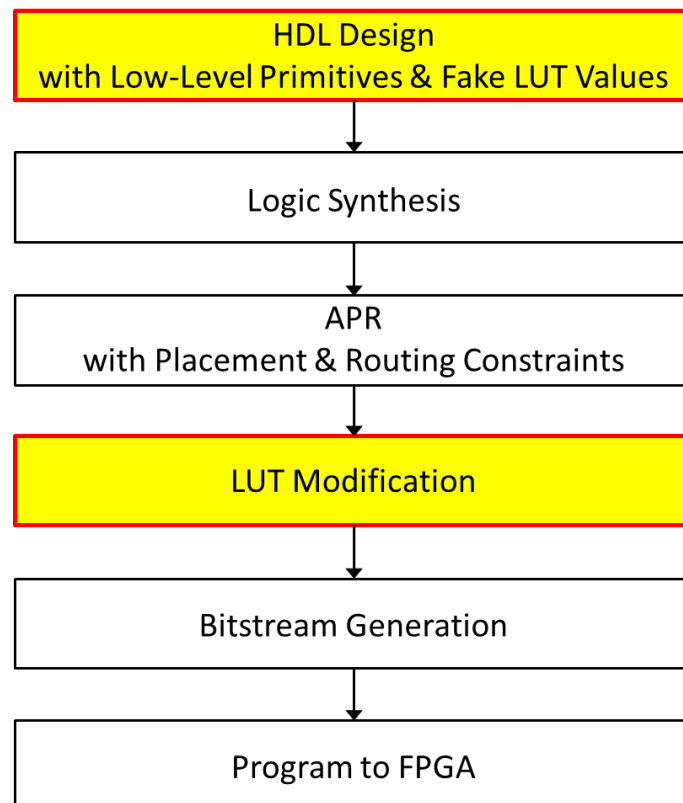 HDL Design
with Low-Level Primitives & Fake LUT Values
Logic Synthesis
APR
with Placement & Routing Constraints
LUT Modification
Bitstream Generation
Program to FPGA